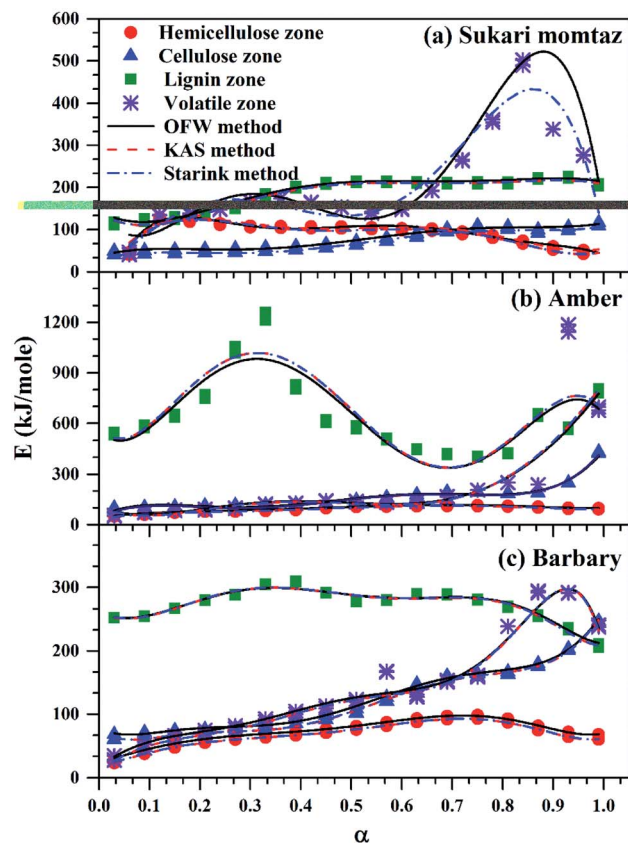 (a) Sukari momtaz
Hemicellulose zone
Cellulose zone
Lignin zone
Volatile zone
OFW method
KAS method
Starink method
600
500
400
300
200
100
0
(b) Amber
1200
900
600
300
0
E (kJ/mole)
(c) Barbary
300
200
100
0
0.0 0.1 0.2 0.3 0.4 0.5 0.6 0.7 0.8 0.9 1.0
α